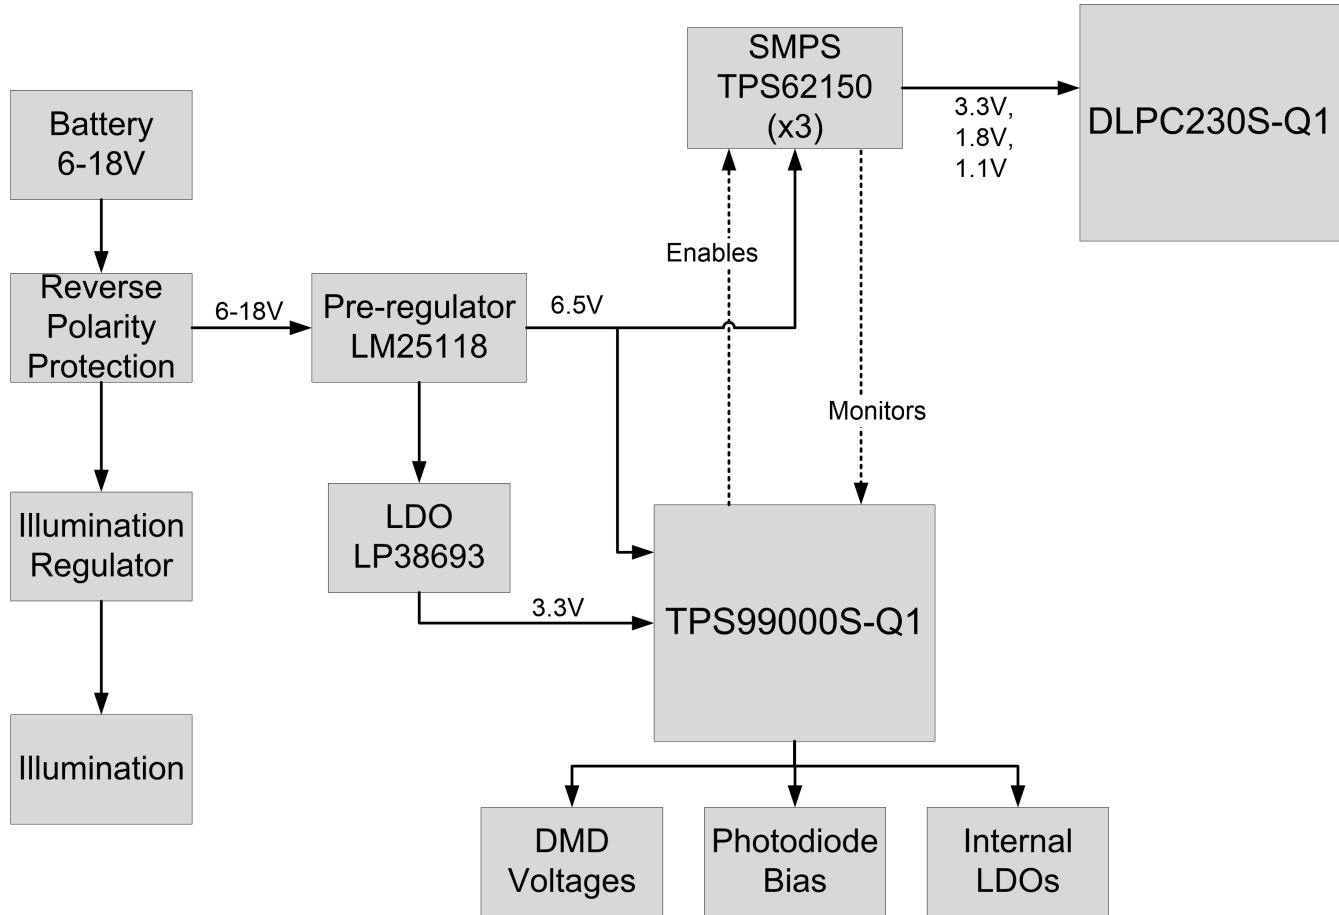 SMPS
TPS62150
(x3)
3.3V,
1.8V,
1.1V
DLPC230S-Q1
Battery
6-18V
Enables
Reverse
Polarity
Protection
6-18V
Pre-regulator
LM25118
6.5V
Monitors
Illumination
Regulator
LDO
LP38693
3.3V
TPS99000S-Q1
Illumination
DMD
Voltages
Photodiode
Bias
Internal
LDOs